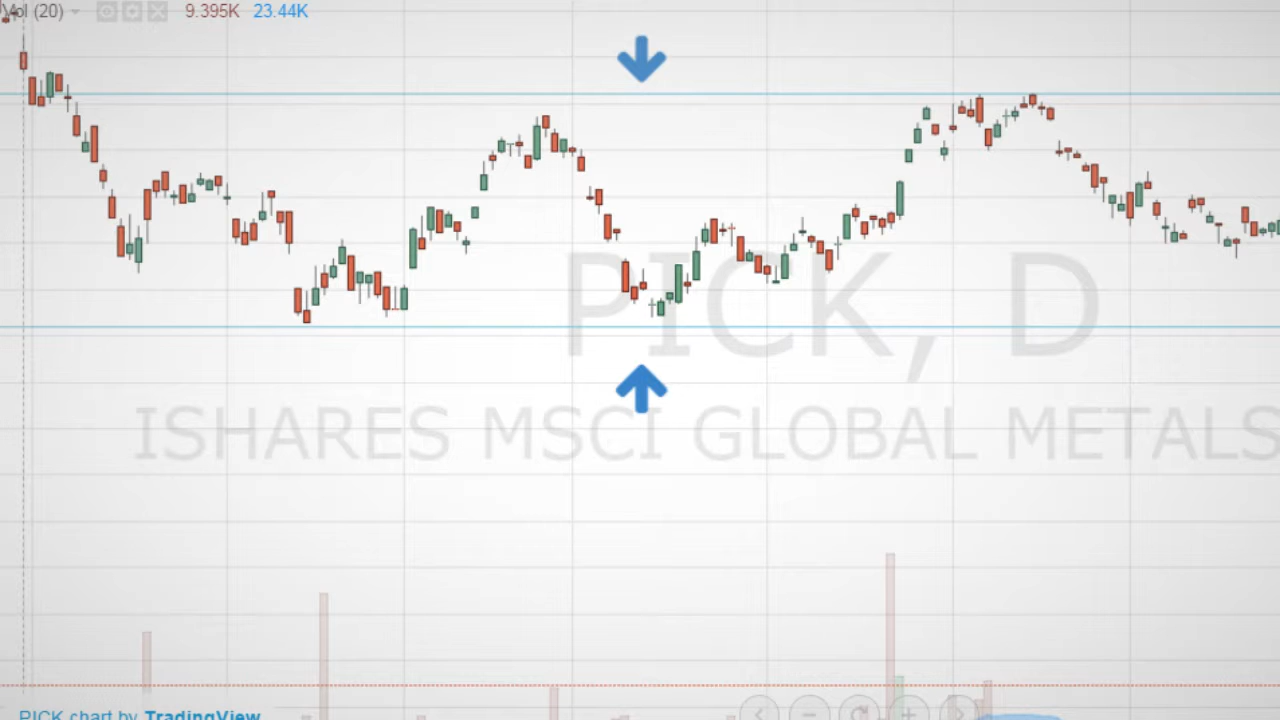 Vol (20) 9.395K 23.44K
PICK, D
ISHARES MSCI GLOBAL METALS
PICK chart by TradingView